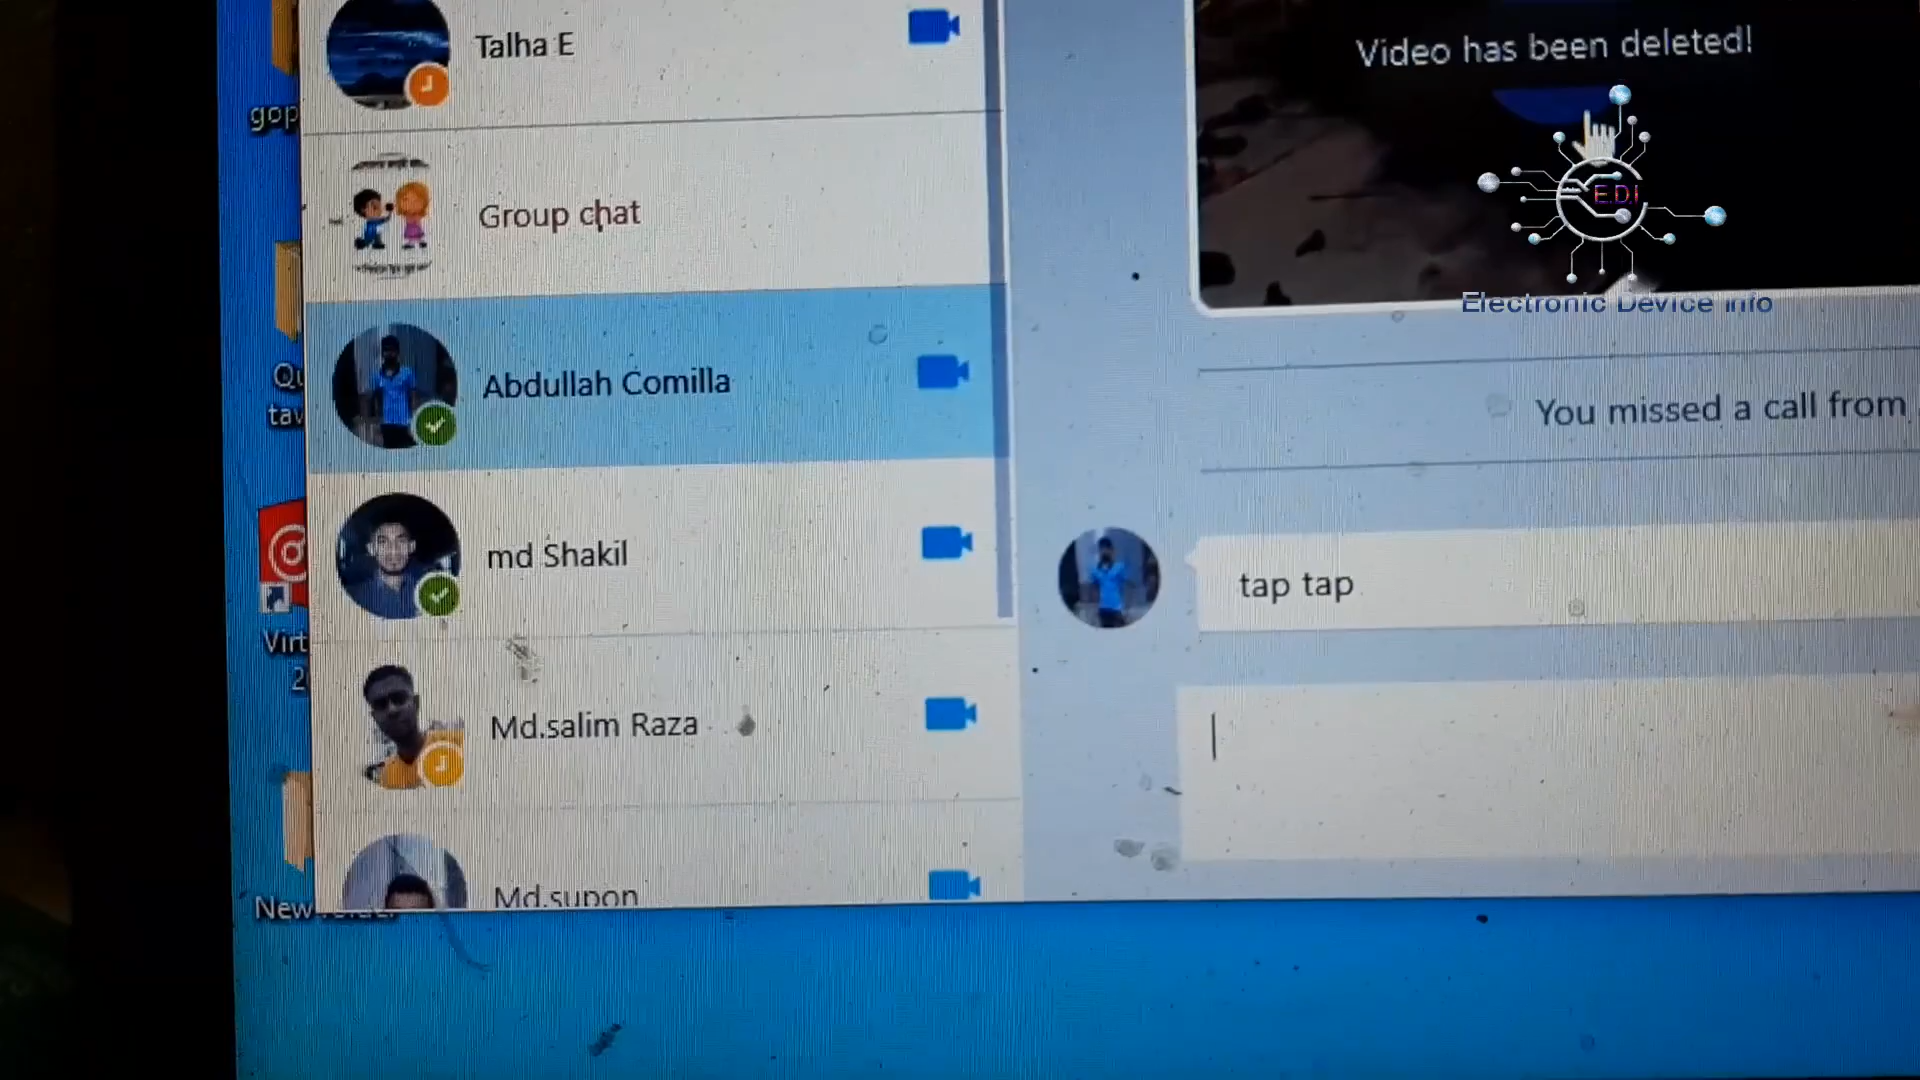 Talha E
Group chat
Abdullah Comilla
md Shakil
Md.salim Raza
Md.supon
Video has been deleted!
E.D.I
Electronic Device Info
You missed a call from
tap tap
gop
Qu
tav
Virt
2
New folder